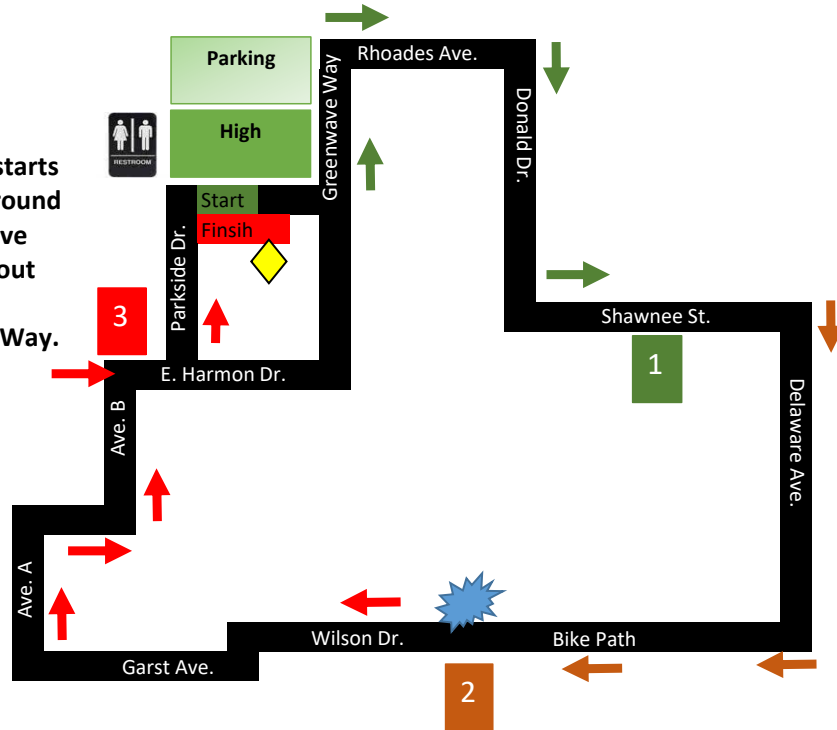 Parking
Rhoades Ave.
High
RESTROOM
Greenwave Way
Donald Dr.
starts
round
ve
out
Way.
Start
Finsih
Parkside Dr.
3
E. Harmon Dr.
Shawnee St.
1
Delaware Ave.
Ave. B
Ave. A
Wilson Dr.
Bike Path
Garst Ave.
2